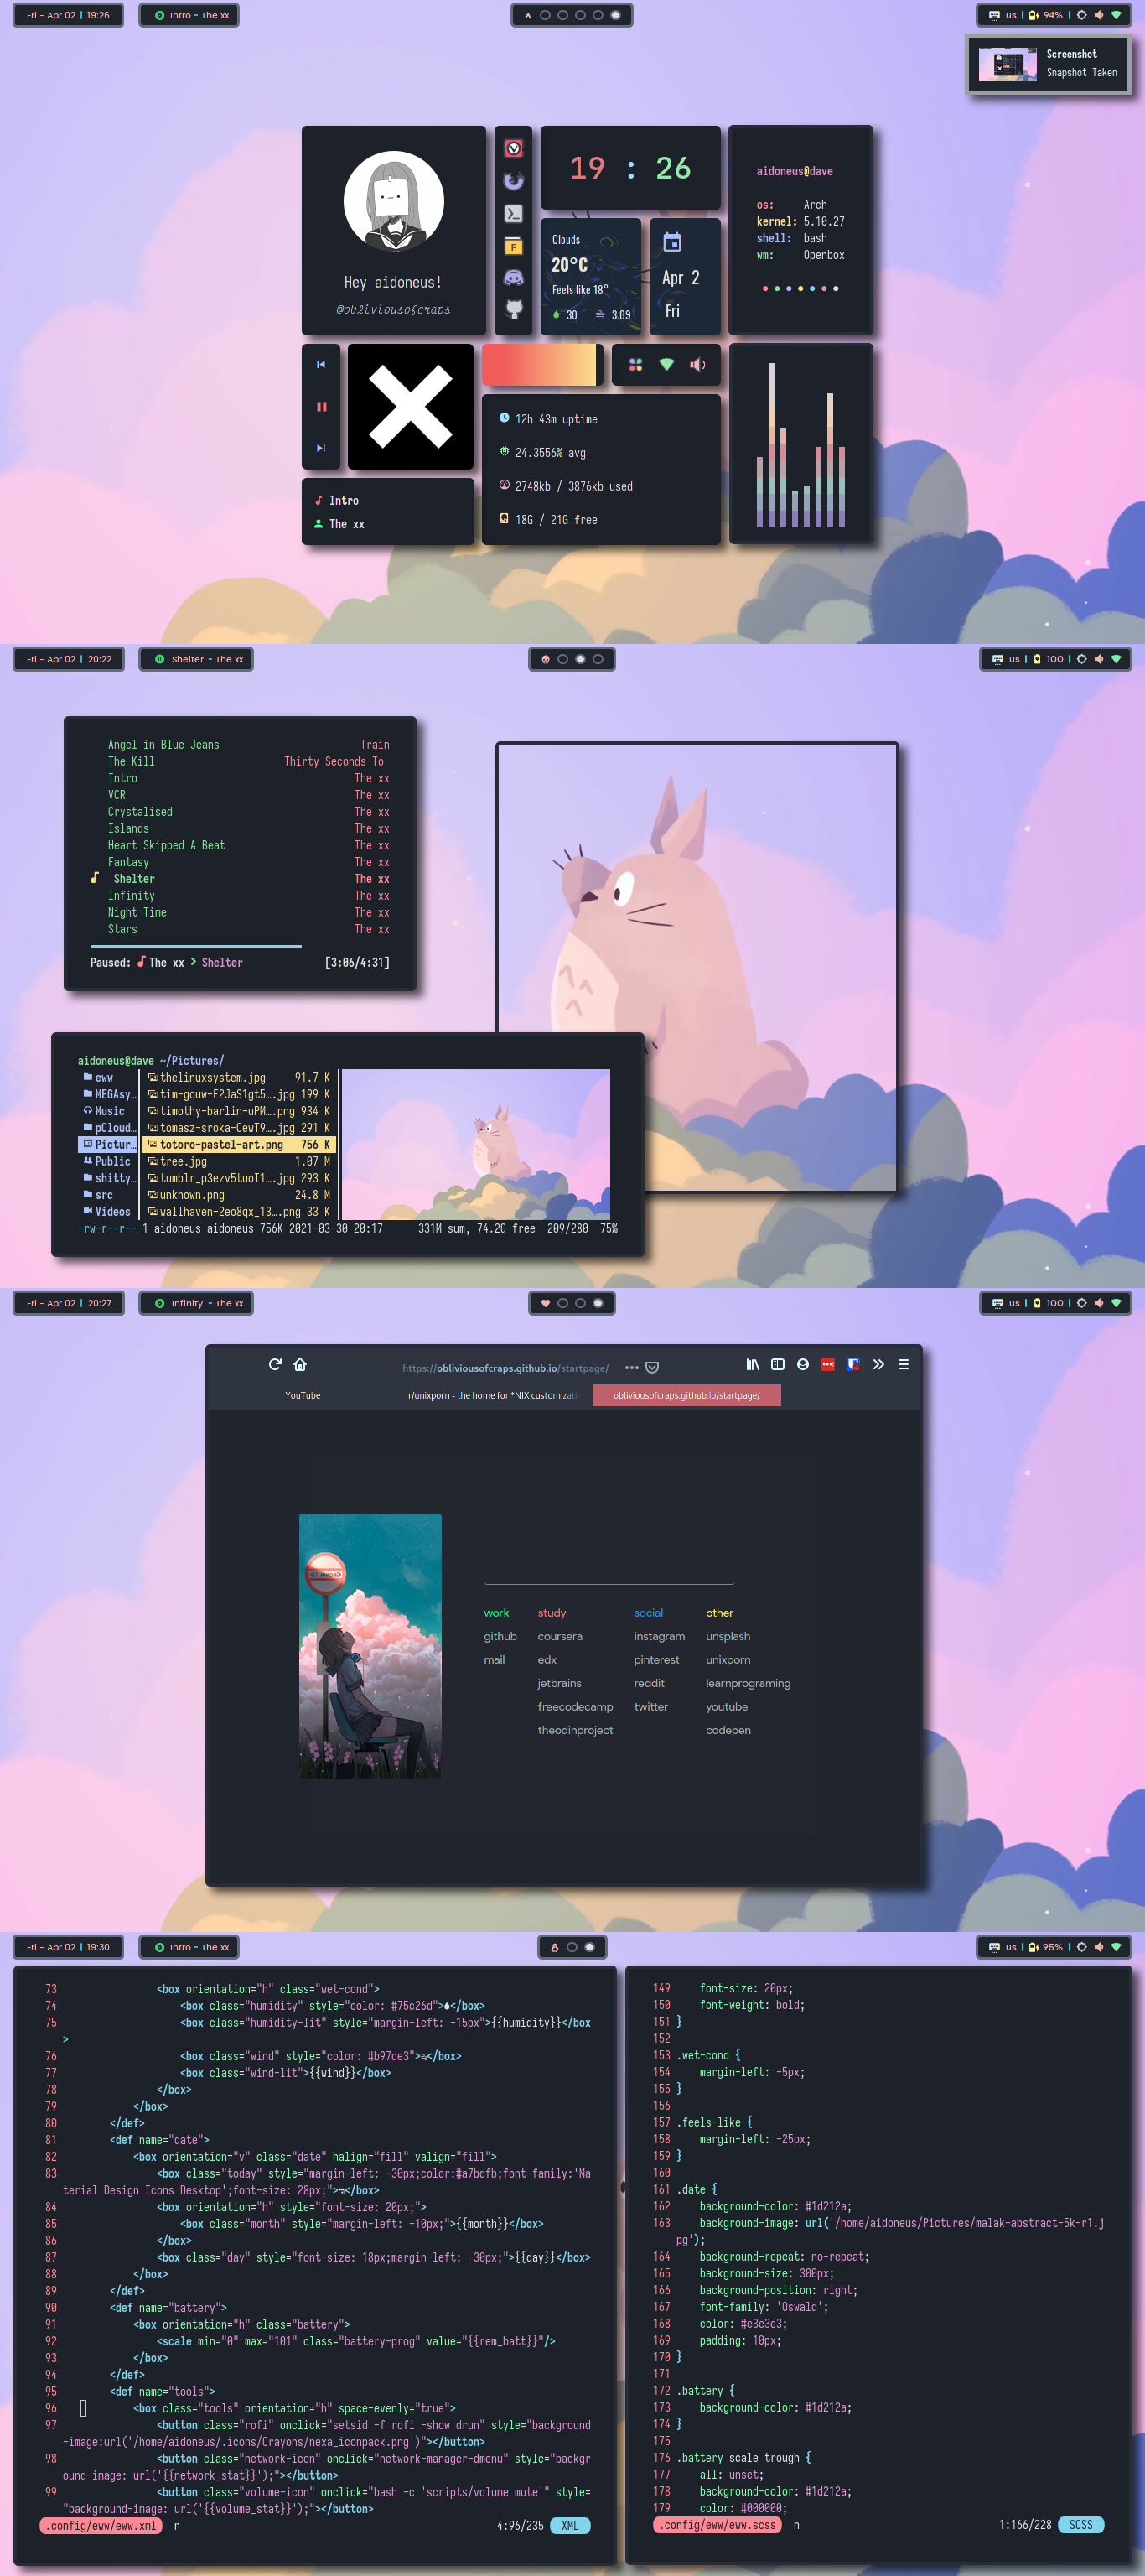 Fri - Apr 02 | 19:26
Intro - The xx
us | 94% |
Screenshot
Snapshot Taken
Hey aidoneus!
@obliviousofcraps
19 : 26
Clouds
20°C
Feels like 18°
30 3.09
Apr 2
Fri
aidoneus@dave
os: Arch
kernel: 5.10.27
shell: bash
wm: Openbox
Intro
The xx
12h 43m uptime
24.3556% avg
2748kb / 3876kb used
18G / 21G free
Fri - Apr 02 | 20:22
Shelter - The xx
us | 100 |
Angel in Blue Jeans Train
The Kill Thirty Seconds To
Intro The xx
VCR The xx
Crystalised The xx
Islands The xx
Heart Skipped A Beat The xx
Fantasy The xx
Shelter The xx
Infinity The xx
Night Time The xx
Stars The xx
Paused: The xx > Shelter [3:06/4:31]
aidoneus@dave ~/Pictures/
eww thelinuxsystem.jpg 91.7 K
MEGAsy… tim-gouw-F2JaS1gt5….jpg 199 K
Music timothy-barlin-uPM….png 934 K
pCloud… tomasz-sroka-CewT9….jpg 291 K
Pictur… totoro-pastel-art.png 756 K
Public tree.jpg 1.07 M
shitty… tumblr_p3ezv5tuoI1….jpg 293 K
src unknown.png 24.8 M
Videos wallhaven-2eo8qx_13….png 33 K
-rw-r--r-- 1 aidoneus aidoneus 756K 2021-03-30 20:17 331M sum, 74.2G free 209/280 75%
Fri - Apr 02 | 20:27
Infinity - The xx
us | 100 |
https://obliviousofcraps.github.io/startpage/
YouTube
r/unixporn - the home for *NIX customizati
obliviousofcraps.github.io/startpage/
work study social other
github coursera instagram unsplash
mail edx pinterest unixporn
jetbrains reddit learnprograming
freecodecamp twitter youtube
theodinproject codepen
Fri - Apr 02 | 19:30
Intro - The xx
us | 95% |
73 <box orientation="h" class="wet-cond">
74 <box class="humidity" style="color: #75c26d"></box>
75 <box class="humidity-lit" style="margin-left: -15px">{{humidity}}</box
>
76 <box class="wind" style="color: #b97de3"></box>
77 <box class="wind-lit">{{wind}}</box>
78 </box>
79 </box>
80 </def>
81 <def name="date">
82 <box orientation="v" class="date" halign="fill" valign="fill">
83 <box class="today" style="margin-left: -30px;color:#a7bdfb;font-family:'Ma
terial Design Icons Desktop';font-size: 28px;"></box>
84 <box orientation="h" style="font-size: 20px;">
85 <box class="month" style="margin-left: -10px;">{{month}}</box>
86 </box>
87 <box class="day" style="font-size: 18px;margin-left: -30px;">{{day}}</box>
88 </box>
89 </def>
90 <def name="battery">
91 <box orientation="h" class="battery">
92 <scale min="0" max="101" class="battery-prog" value="{{rem_batt}}"/>
93 </box>
94 </def>
95 <def name="tools">
96 <box class="tools" orientation="h" space-evenly="true">
97 <button class="rofi" onclick="setsid -f rofi -show drun" style="background
-image:url('/home/aidoneus/.icons/Crayons/nexa_iconpack.png')"></button>
98 <button class="network-icon" onclick="network-manager-dmenu" style="backgr
ound-image: url('{{network_stat}}');"></button>
99 <button class="volume-icon" onclick="bash -c 'scripts/volume mute'" style=
"background-image: url('{{volume_stat}}');"></button>
.config/eww/eww.xml n 4:96/235 XML
149 font-size: 20px;
150 font-weight: bold;
151 }
152
153 .wet-cond {
154 margin-left: -5px;
155 }
156
157 .feels-like {
158 margin-left: -25px;
159 }
160
161 .date {
162 background-color: #1d212a;
163 background-image: url('/home/aidoneus/Pictures/malak-abstract-5k-r1.j
pg');
164 background-repeat: no-repeat;
165 background-size: 300px;
166 background-position: right;
167 font-family: 'Oswald';
168 color: #e3e3e3;
169 padding: 10px;
170 }
171
172 .battery {
173 background-color: #1d212a;
174 }
175
176 .battery scale trough {
177 all: unset;
178 background-color: #1d212a;
179 color: #000000;
.config/eww/eww.scss n 1:166/228 SCSS